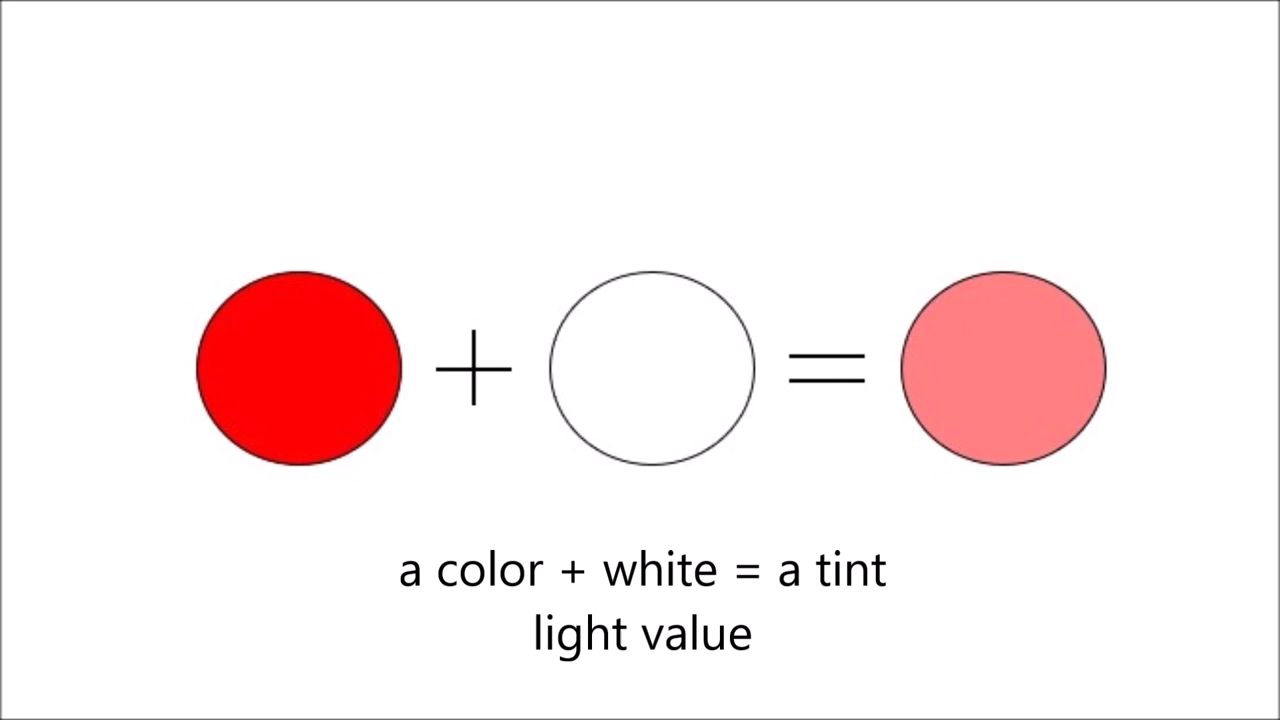 a color + white = a tint
light value